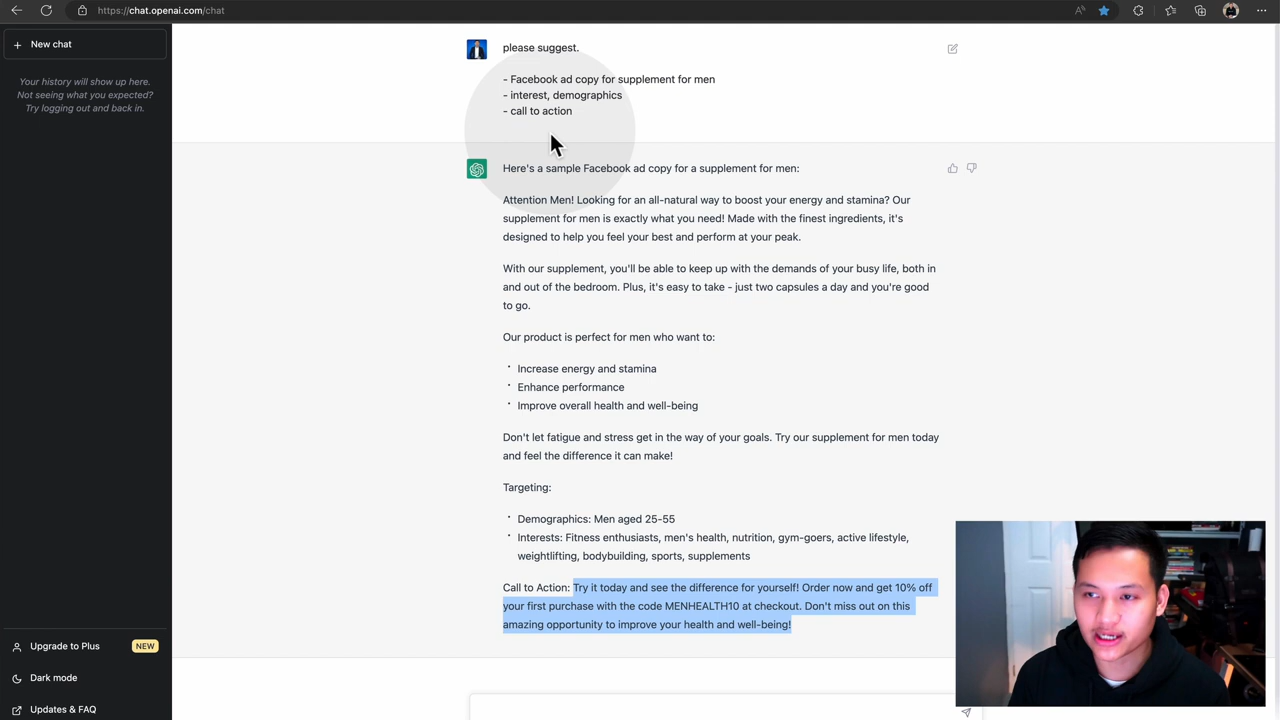 https://chat.openai.com/chat
New chat
Your history will show up here.
Not seeing what you expected?
Try logging out and back in.
please suggest.
- Facebook ad copy for supplement for men
- interest, demographics
- call to action
Here's a sample Facebook ad copy for a supplement for men:
Attention Men! Looking for an all-natural way to boost your energy and stamina? Our
supplement for men is exactly what you need! Made with the finest ingredients, it's
designed to help you feel your best and perform at your peak.
With our supplement, you'll be able to keep up with the demands of your busy life, both in
and out of the bedroom. Plus, it's easy to take - just two capsules a day and you're good
to go.
Our product is perfect for men who want to:
Increase energy and stamina
Enhance performance
Improve overall health and well-being
Don't let fatigue and stress get in the way of your goals. Try our supplement for men today
and feel the difference it can make!
Targeting:
Demographics: Men aged 25-55
Interests: Fitness enthusiasts, men's health, nutrition, gym-goers, active lifestyle,
weightlifting, bodybuilding, sports, supplements
Call to Action: Try it today and see the difference for yourself! Order now and get 10% off
your first purchase with the code MENHEALTH10 at checkout. Don't miss out on this
amazing opportunity to improve your health and well-being!
Upgrade to Plus NEW
Dark mode
Updates & FAQ